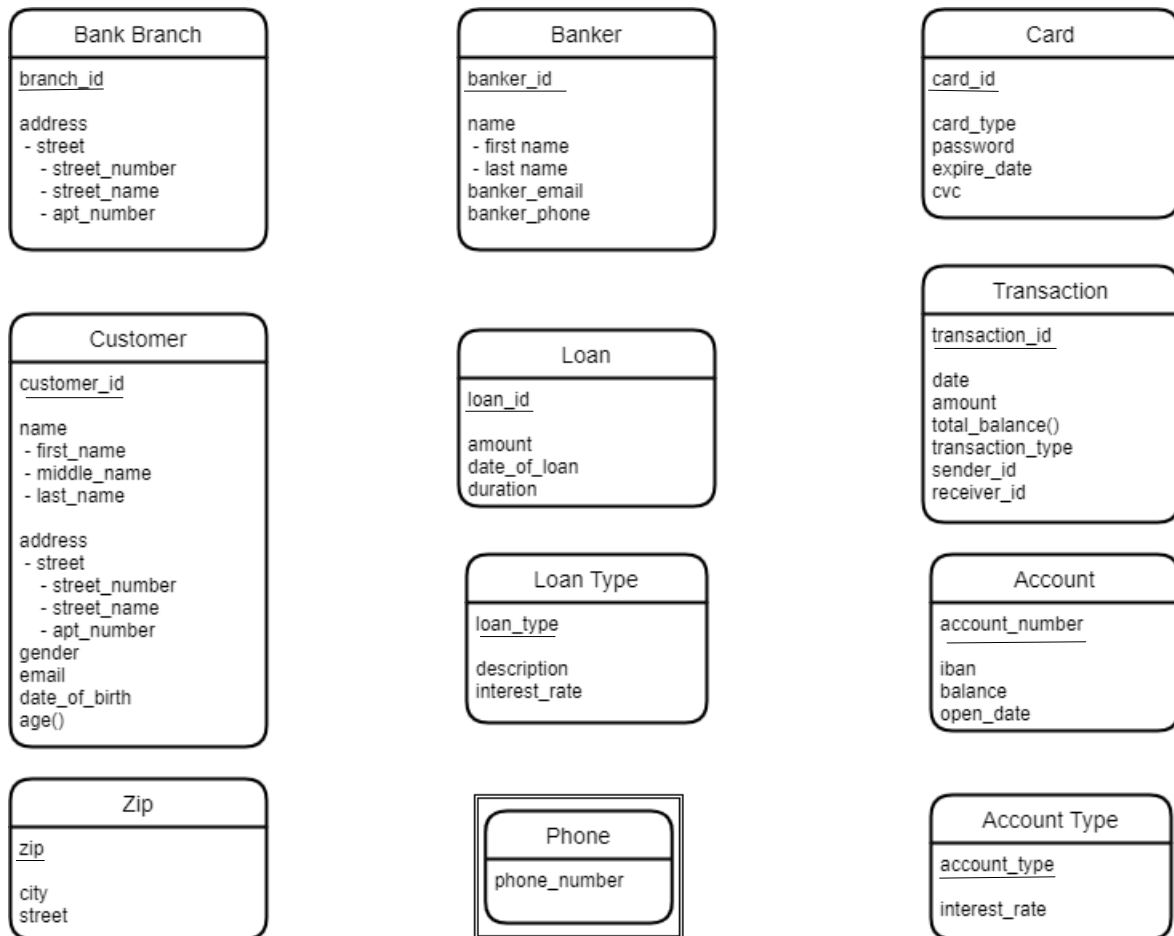 Bank Branch
branch_id
address
- street
- street_number
- street_name
- apt_number
Banker
banker_id
name
- first name
- last name
banker_email
banker_phone
Card
card_id
card_type
password
expire_date
cvc
Customer
customer_id
name
- first_name
- middle_name
- last_name
address
- street
- street_number
- street_name
- apt_number
gender
email
date_of_birth
age()
Loan
loan_id
amount
date_of_loan
duration
Transaction
transaction_id
date
amount
total_balance()
transaction_type
sender_id
receiver_id
Loan Type
loan_type
description
interest_rate
Account
account_number
iban
balance
open_date
Zip
zip
city
street
Phone
phone_number
Account Type
account_type
interest_rate